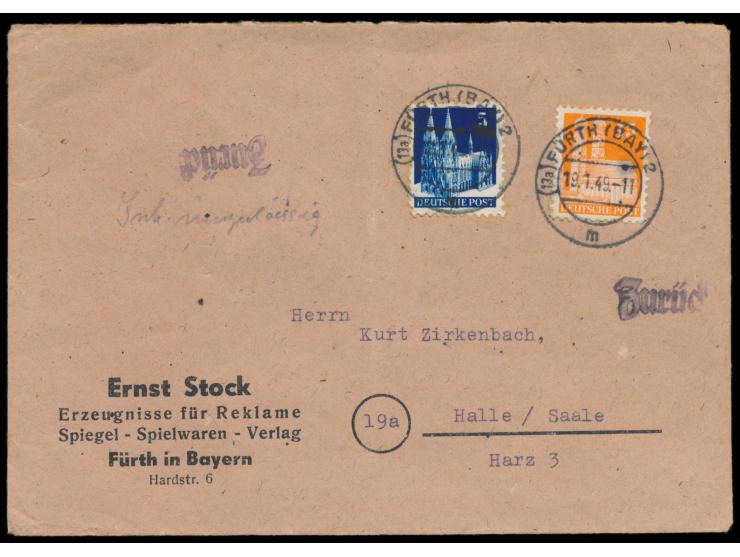 5
DEUTSCHE POST
(13a) FÜRTH (BAY) 2
DEUTSCHE POST
(13a) FÜRTH (BAY) 2
19.1.49.-11
m
Zurück
Inh. unzulässig
Zurück
Herrn
Kurt Zirkenbach,
19a
Halle / Saale
Harz 3
Ernst Stock
Erzeugnisse für Reklame
Spiegel - Spielwaren - Verlag
Fürth in Bayern
Hardstr. 6